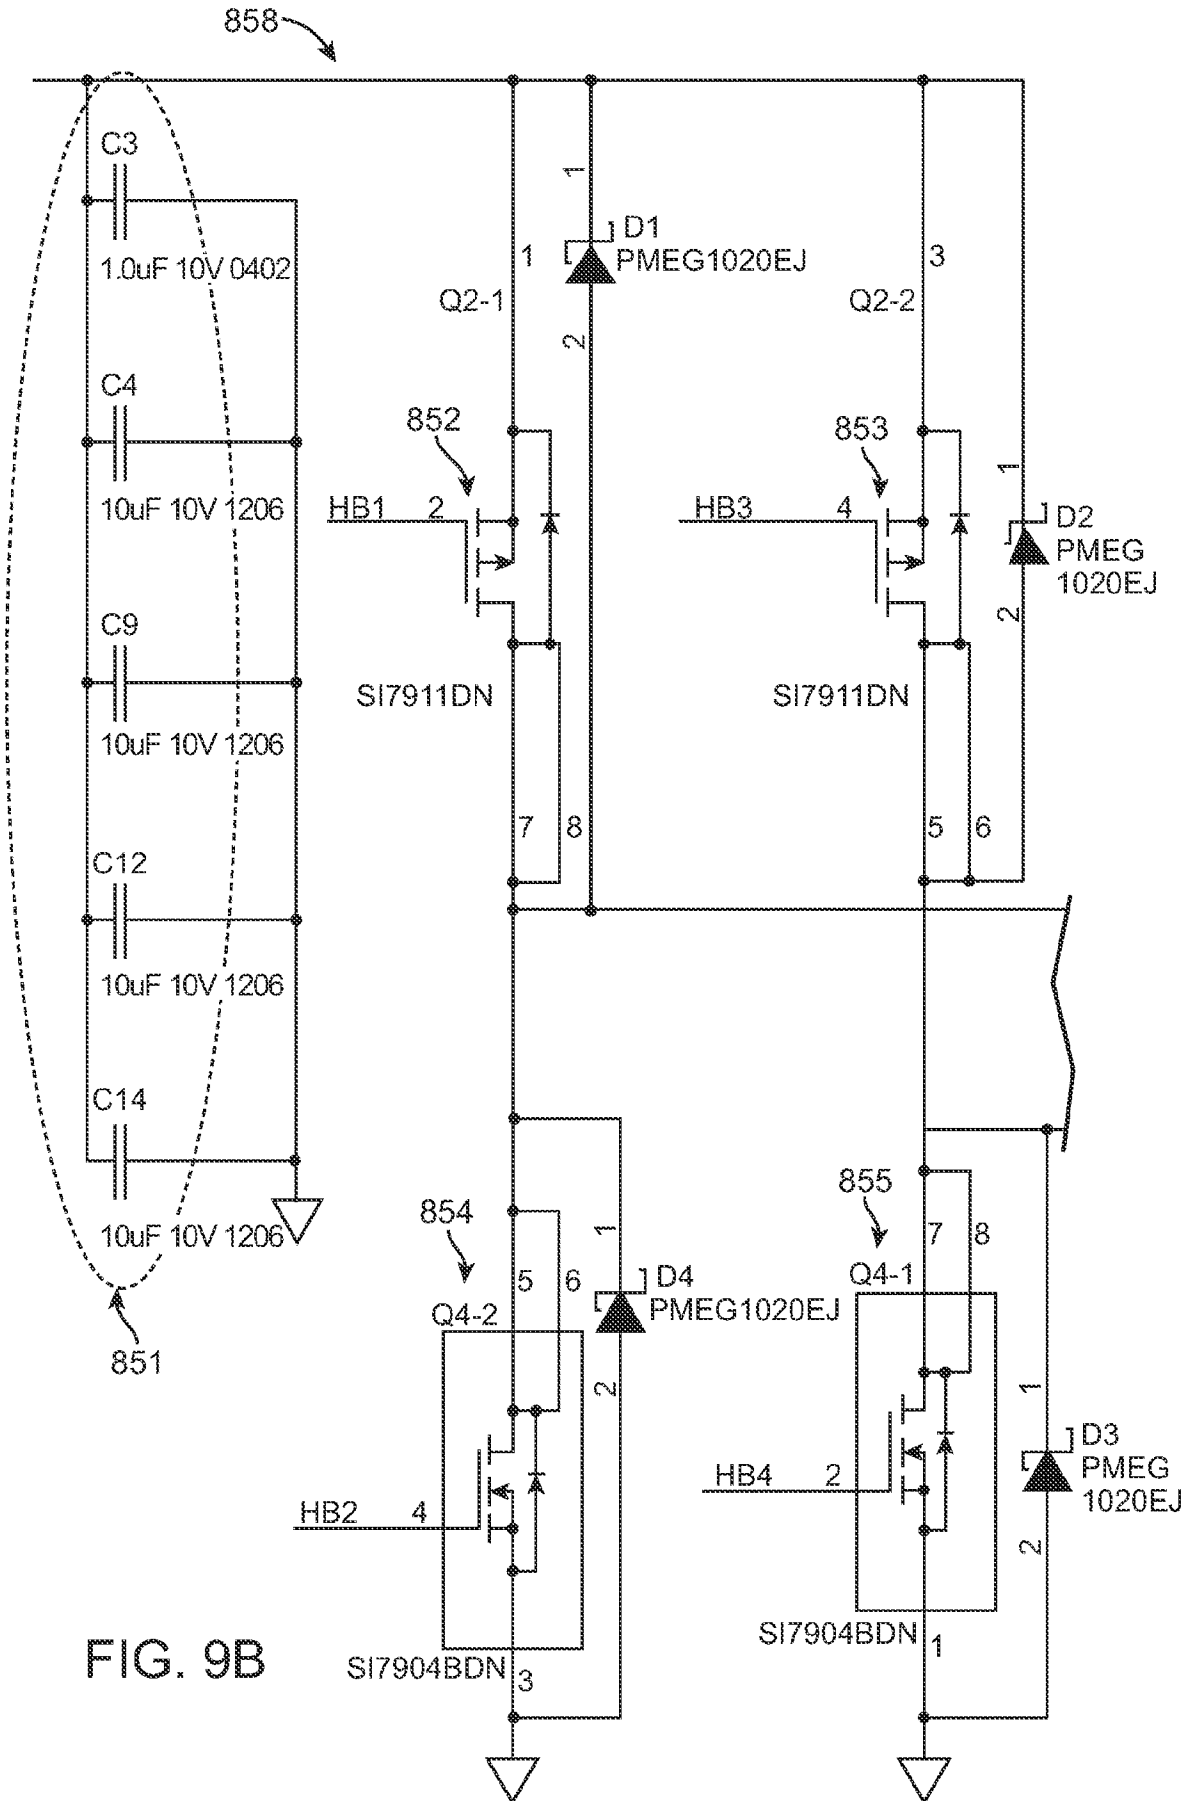 858
C3
1.0uF 10V 0402
C4
10uF 10V 1206
C9
10uF 10V 1206
C12
10uF 10V 1206
C14
10uF 10V 1206
851
1
Q2-1
852
HB1 2
SI7911DN
7 8
1
D1
PMEG1020EJ
2
3
Q2-2
853
HB3 4
SI7911DN
5 6
1
D2
PMEG
1020EJ
2
854
5 6
Q4-2
HB2 4
SI7904BDN 3
1
D4
PMEG1020EJ
2
855
7 8
Q4-1
HB4 2
SI7904BDN 1
1
D3
PMEG
1020EJ
2
FIG. 9B